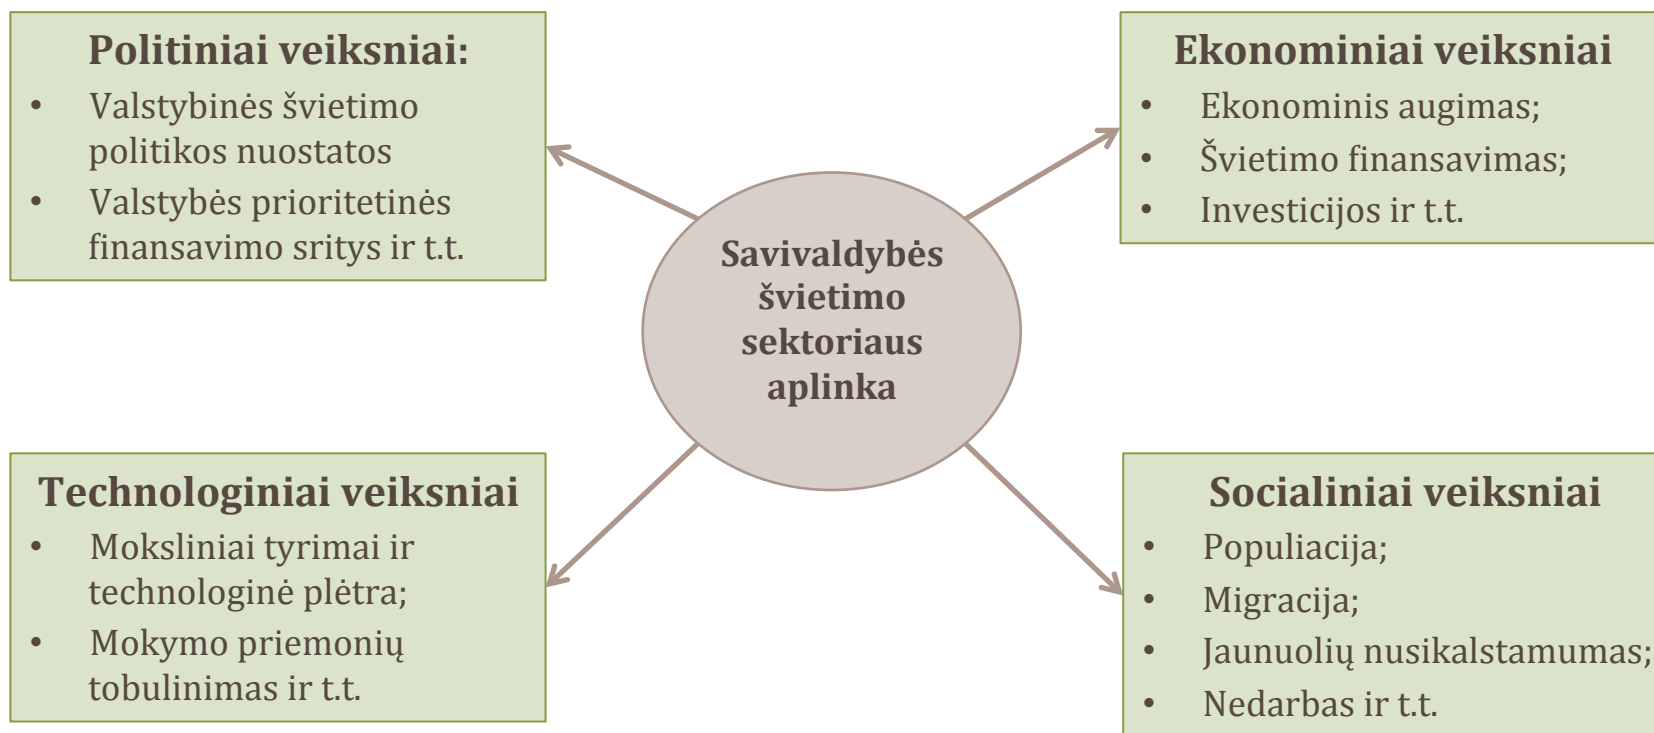 Politiniai veiksniai:
• Valstybinės švietimo
politikos nuostatos
• Valstybės prioritetinės
finansavimo sritys ir t.t.
Ekonominiai veiksniai
• Ekonominis augimas;
• Švietimo finansavimas;
• Investicijos ir t.t.
Savivaldybės
švietimo
sektoriaus
aplinka
Technologiniai veiksniai
• Moksliniai tyrimai ir
technologinė plėtra;
• Mokymo priemonių
tobulinimas ir t.t.
Socialiniai veiksniai
• Populiacija;
• Migracija;
• Jaunuolių nusikalstamumas;
• Nedarbas ir t.t.